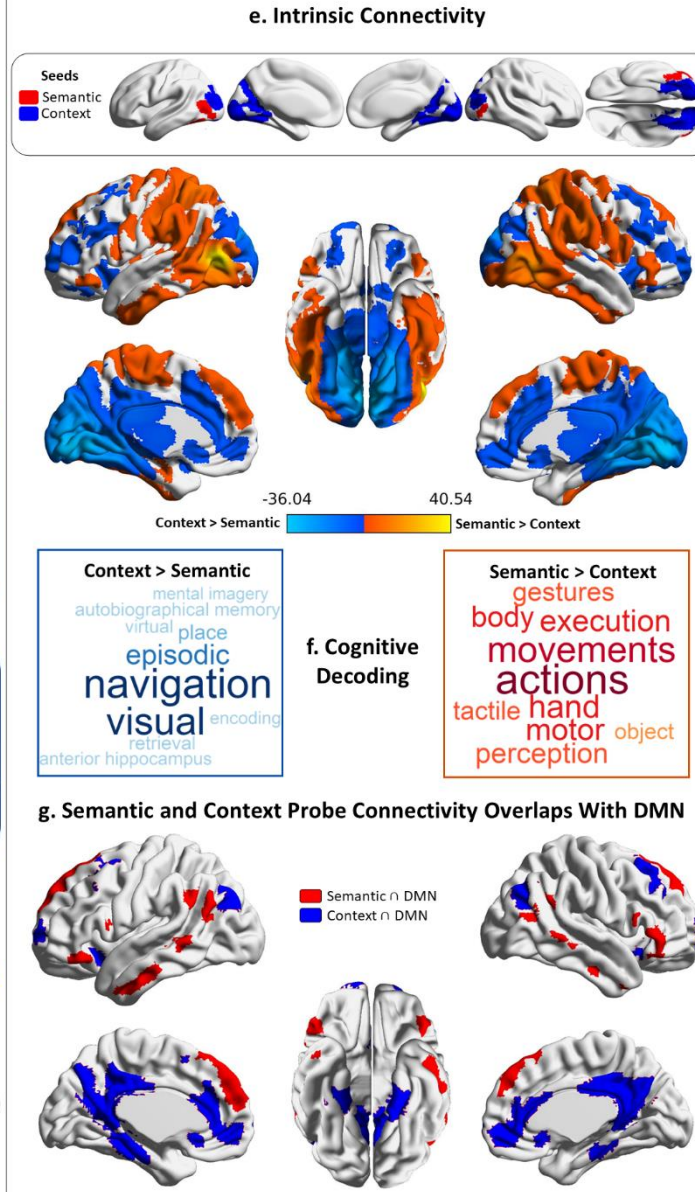 e. Intrinsic Connectivity
Seeds
Semantic
Context
-36.04 40.54
Context > Semantic Semantic > Context
Context > Semantic
mental imagery
autobiographical memory
virtual place
episodic
navigation
visual encoding
retrieval
anterior hippocampus
f. Cognitive
Decoding
Semantic > Context
gestures
body execution
movements
actions
tactile hand
motor object
perception
g. Semantic and Context Probe Connectivity Overlaps With DMN
Semantic ∩ DMN
Context ∩ DMN